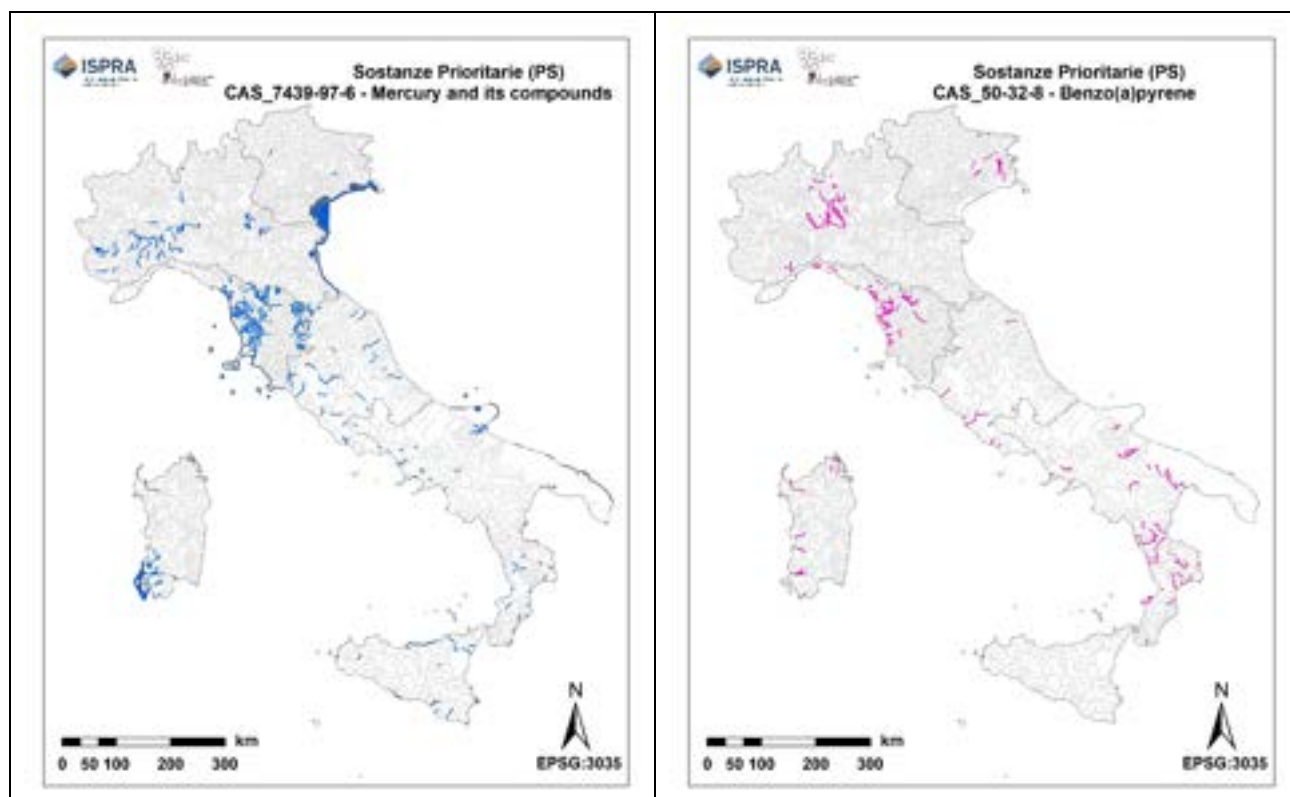 ISPRA
Sostanze Prioritarie (PS)
CAS_7439-97-6 - Mercury and its compounds
N
km
0 50 100 200 300
EPSG:3035
ISPRA
Sostanze Prioritarie (PS)
CAS_50-32-8 - Benzo(a)pyrene
N
km
0 50 100 200 300
EPSG:3035